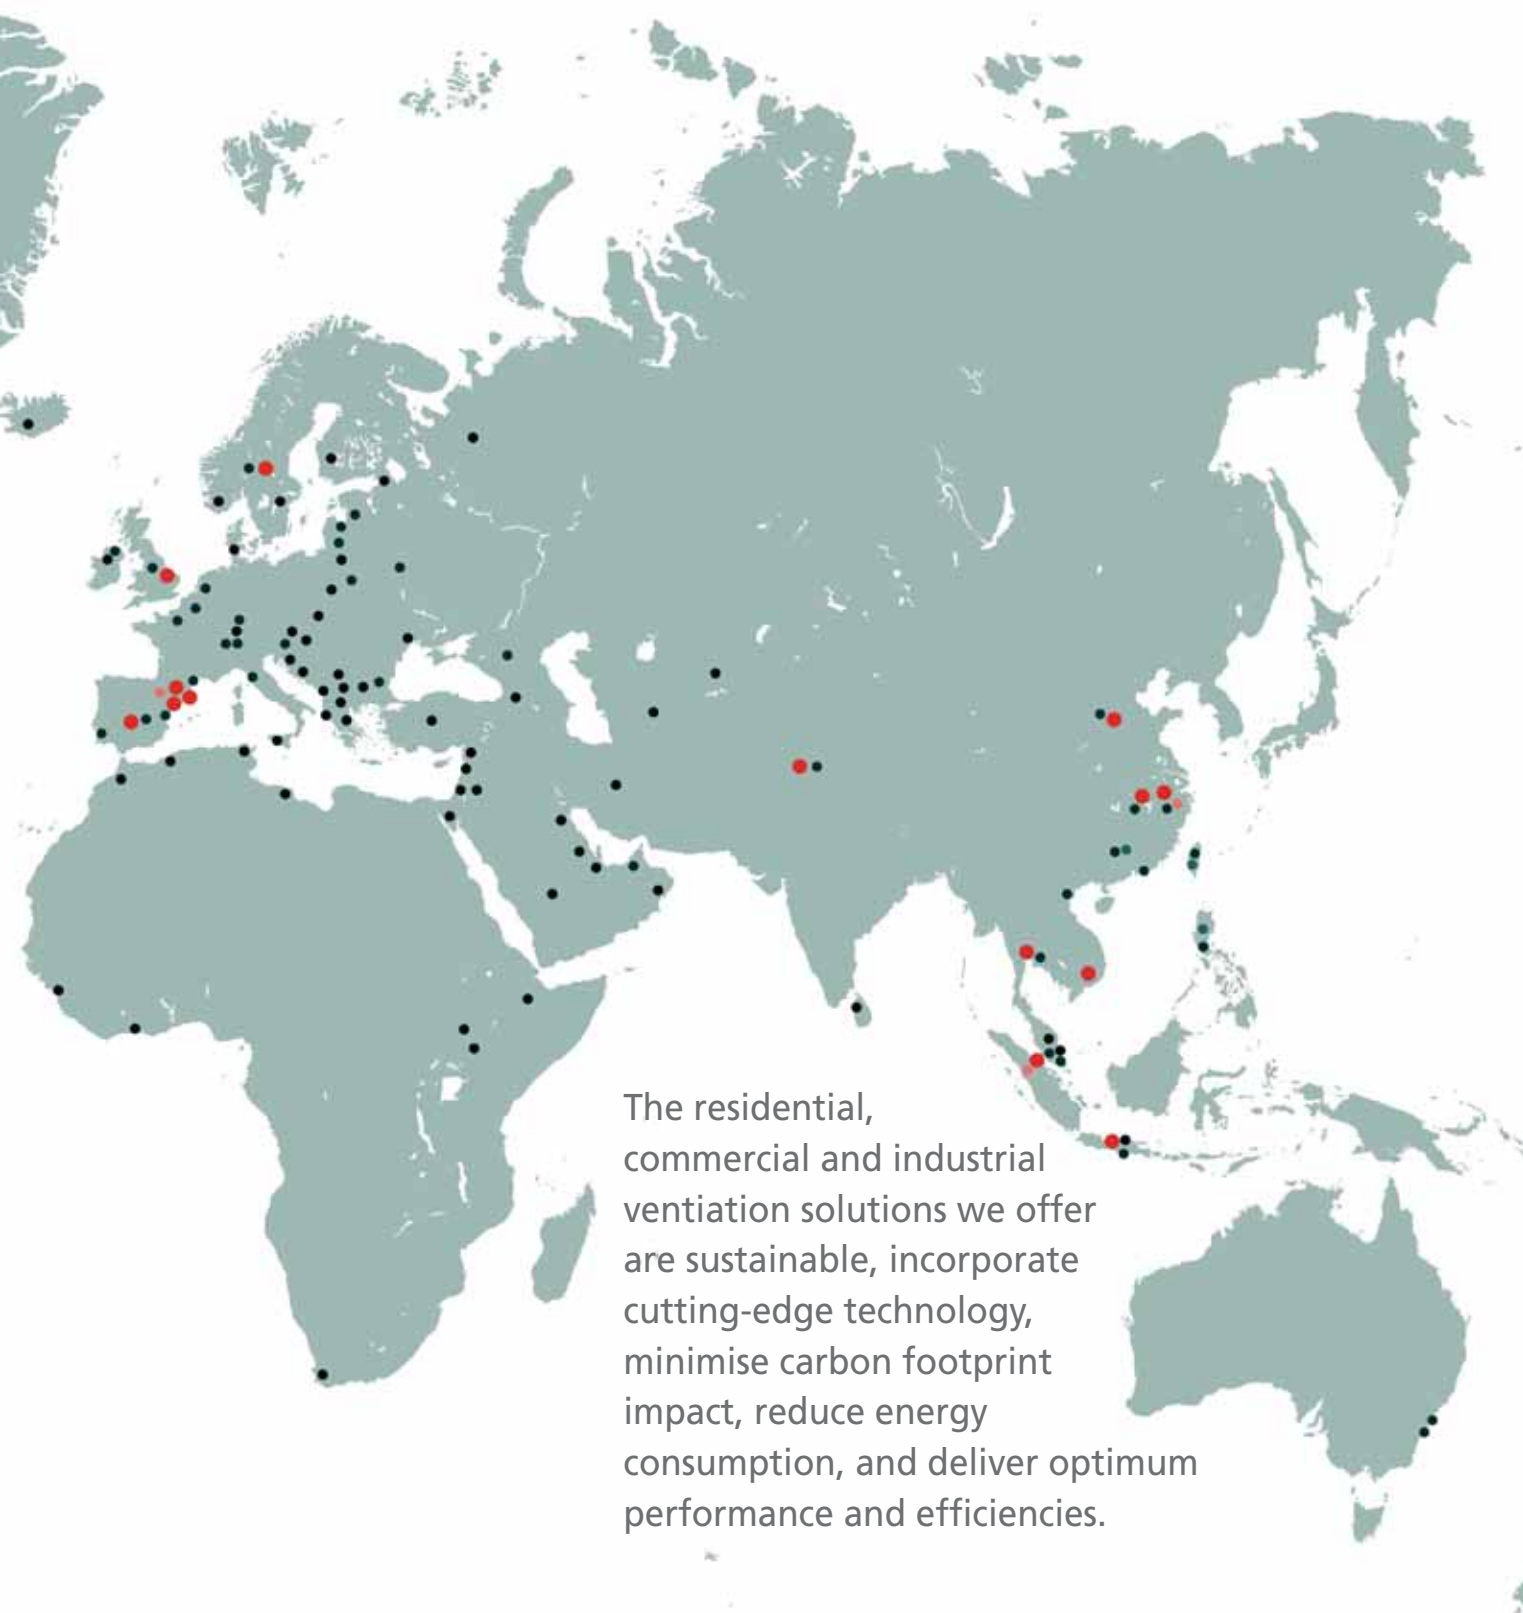 The residential,
commercial and industrial
ventiation solutions we offer
are sustainable, incorporate
cutting-edge technology,
minimise carbon footprint
impact, reduce energy
consumption, and deliver optimum
performance and efficiencies.